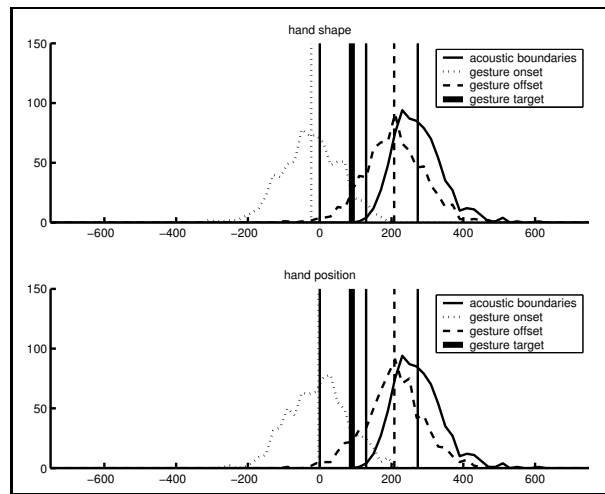 hand shape
150
100
50
0
acoustic boundaries
gesture onset
gesture offset
gesture target
−600 −400 −200 0 200 400 600
hand position
150
100
50
0
acoustic boundaries
gesture onset
gesture offset
gesture target
−600 −400 −200 0 200 400 600